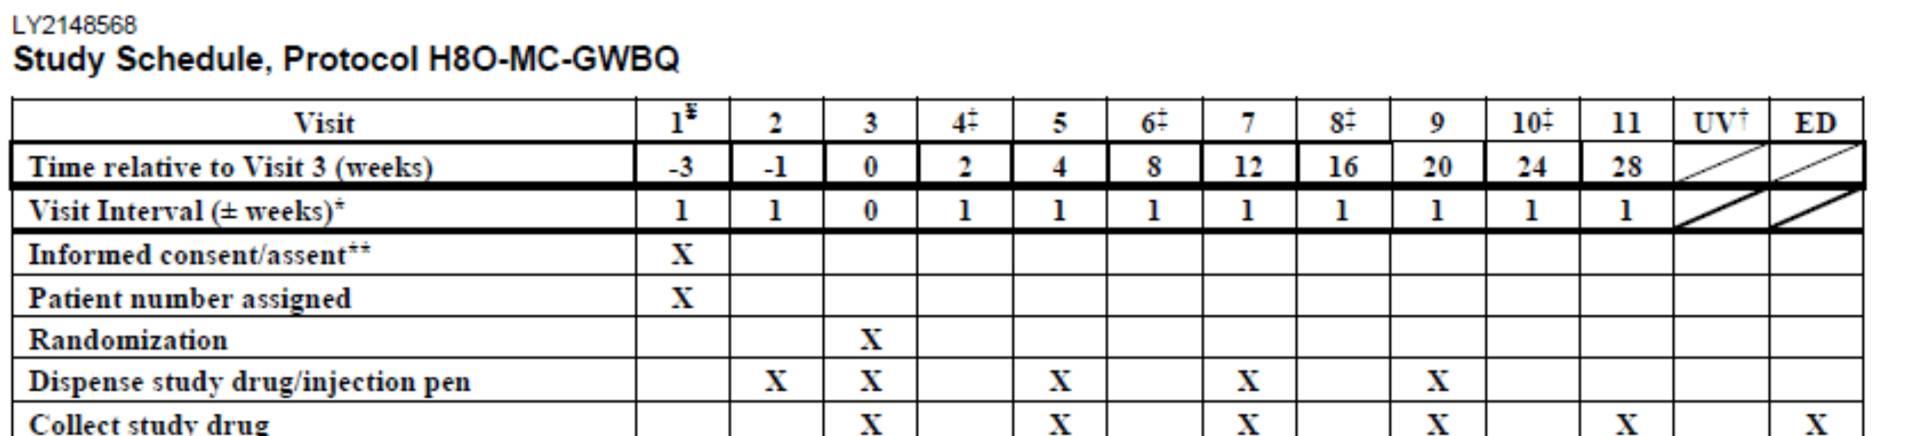 LY2148568
Study Schedule, Protocol H8O-MC-GWBQ
Visit 1¥ 2 3 4‡ 5 6‡ 7 8‡ 9 10‡ 11 UV† ED
Time relative to Visit 3 (weeks) -3 -1 0 2 4 8 12 16 20 24 28
Visit Interval (± weeks)* 1 1 0 1 1 1 1 1 1 1 1
Informed consent/assent** X
Patient number assigned X
Randomization X
Dispense study drug/injection pen X X X X X
Collect study drug X X X X X X